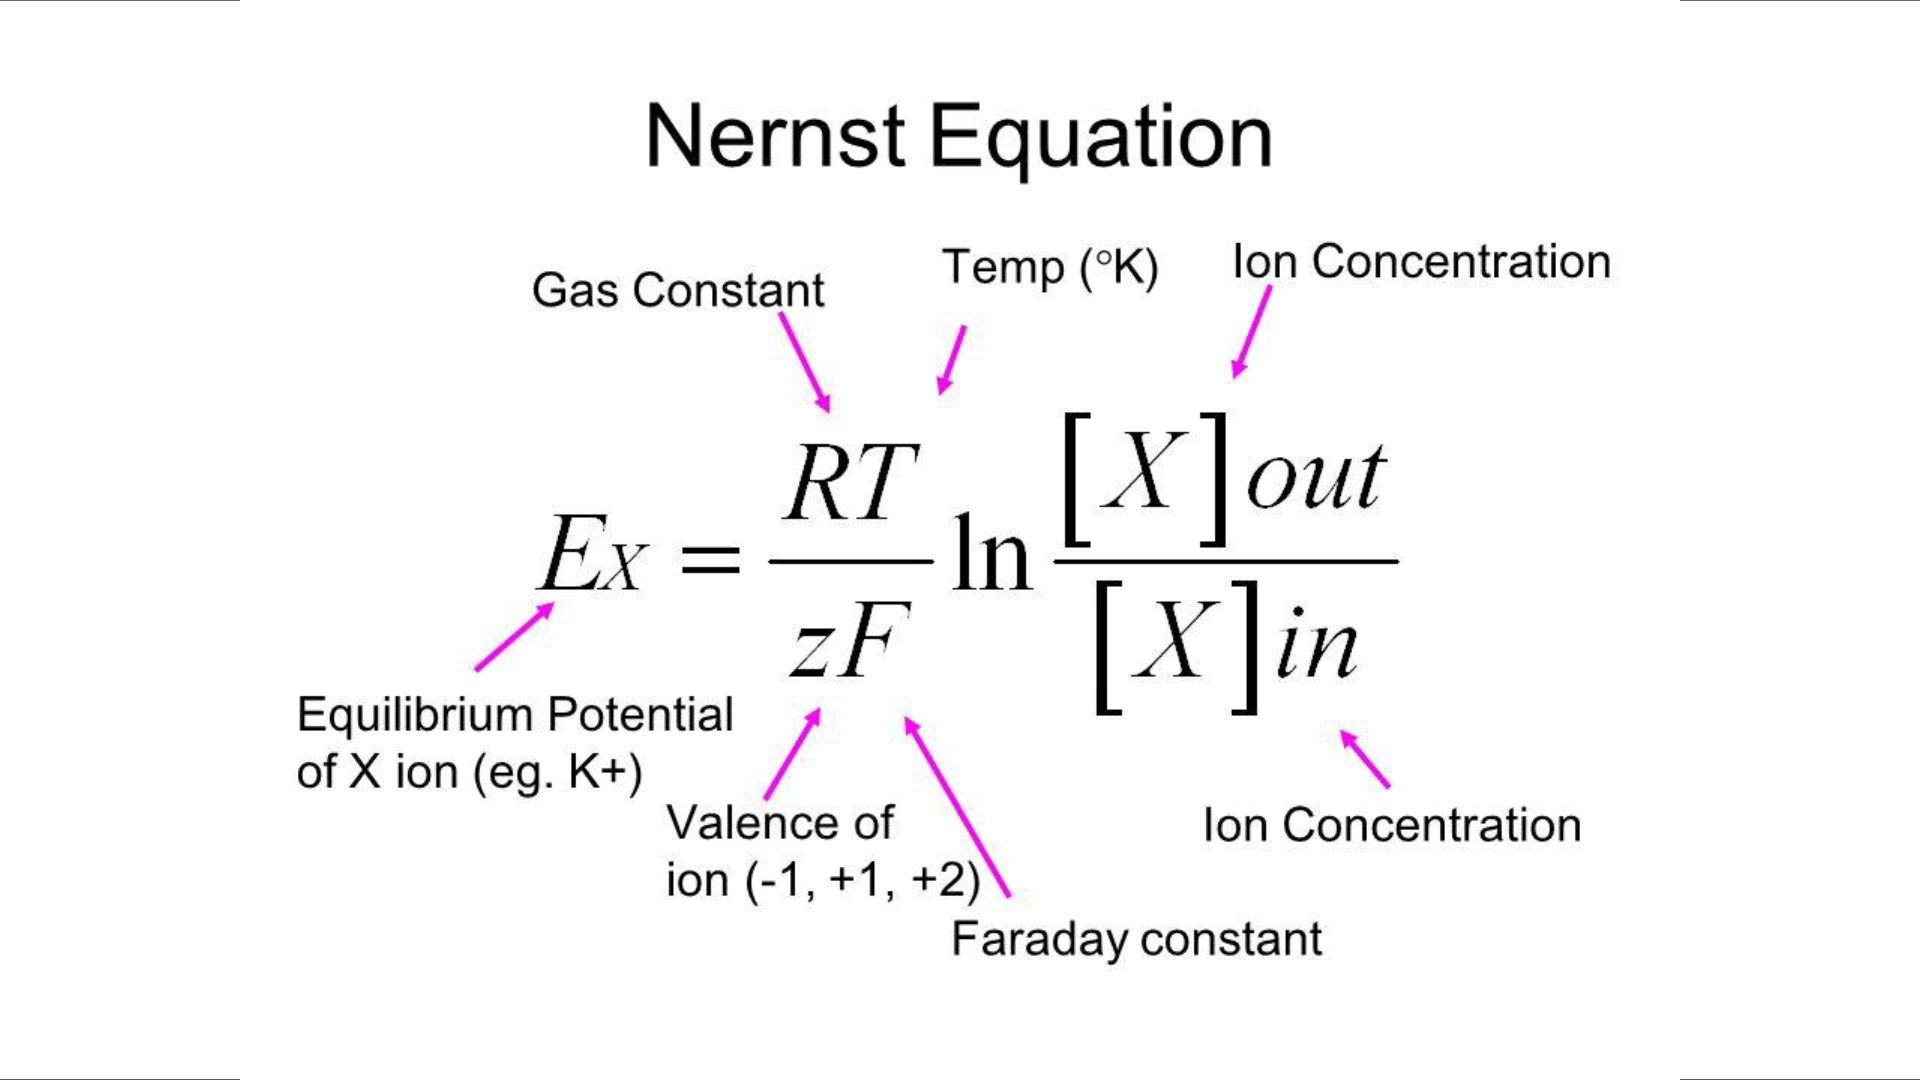 Nernst Equation
Gas Constant
Temp (°K)
Ion Concentration
Ex = RT/zF ln [X]out/[X]in
Equilibrium Potential
of X ion (eg. K+)
Valence of
ion (-1, +1, +2)
Faraday constant
Ion Concentration